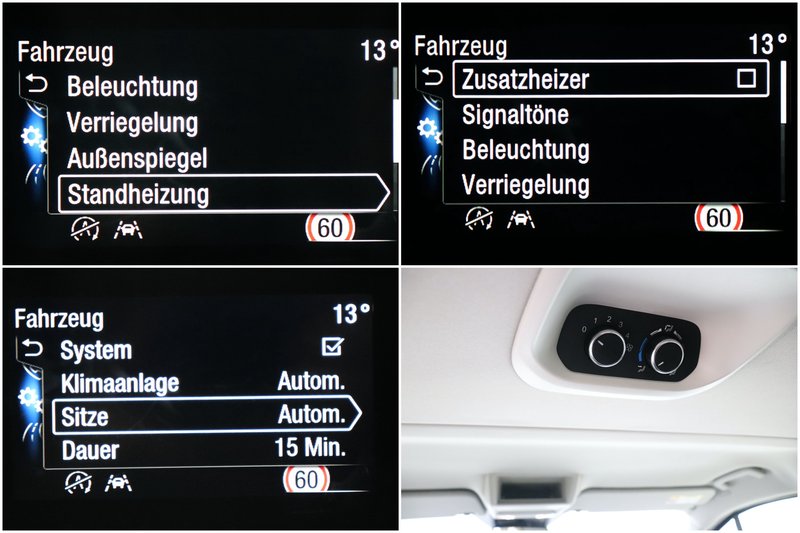 Fahrzeug 13°
Beleuchtung
Verriegelung
Außenspiegel
Standheizung
A
60
Fahrzeug 13°
Zusatzheizer
Signaltöne
Beleuchtung
Verriegelung
A
60
Fahrzeug 13°
System
Klimaanlage Autom.
Sitze Autom.
Dauer 15 Min.
A
60
0 1 2 3 4